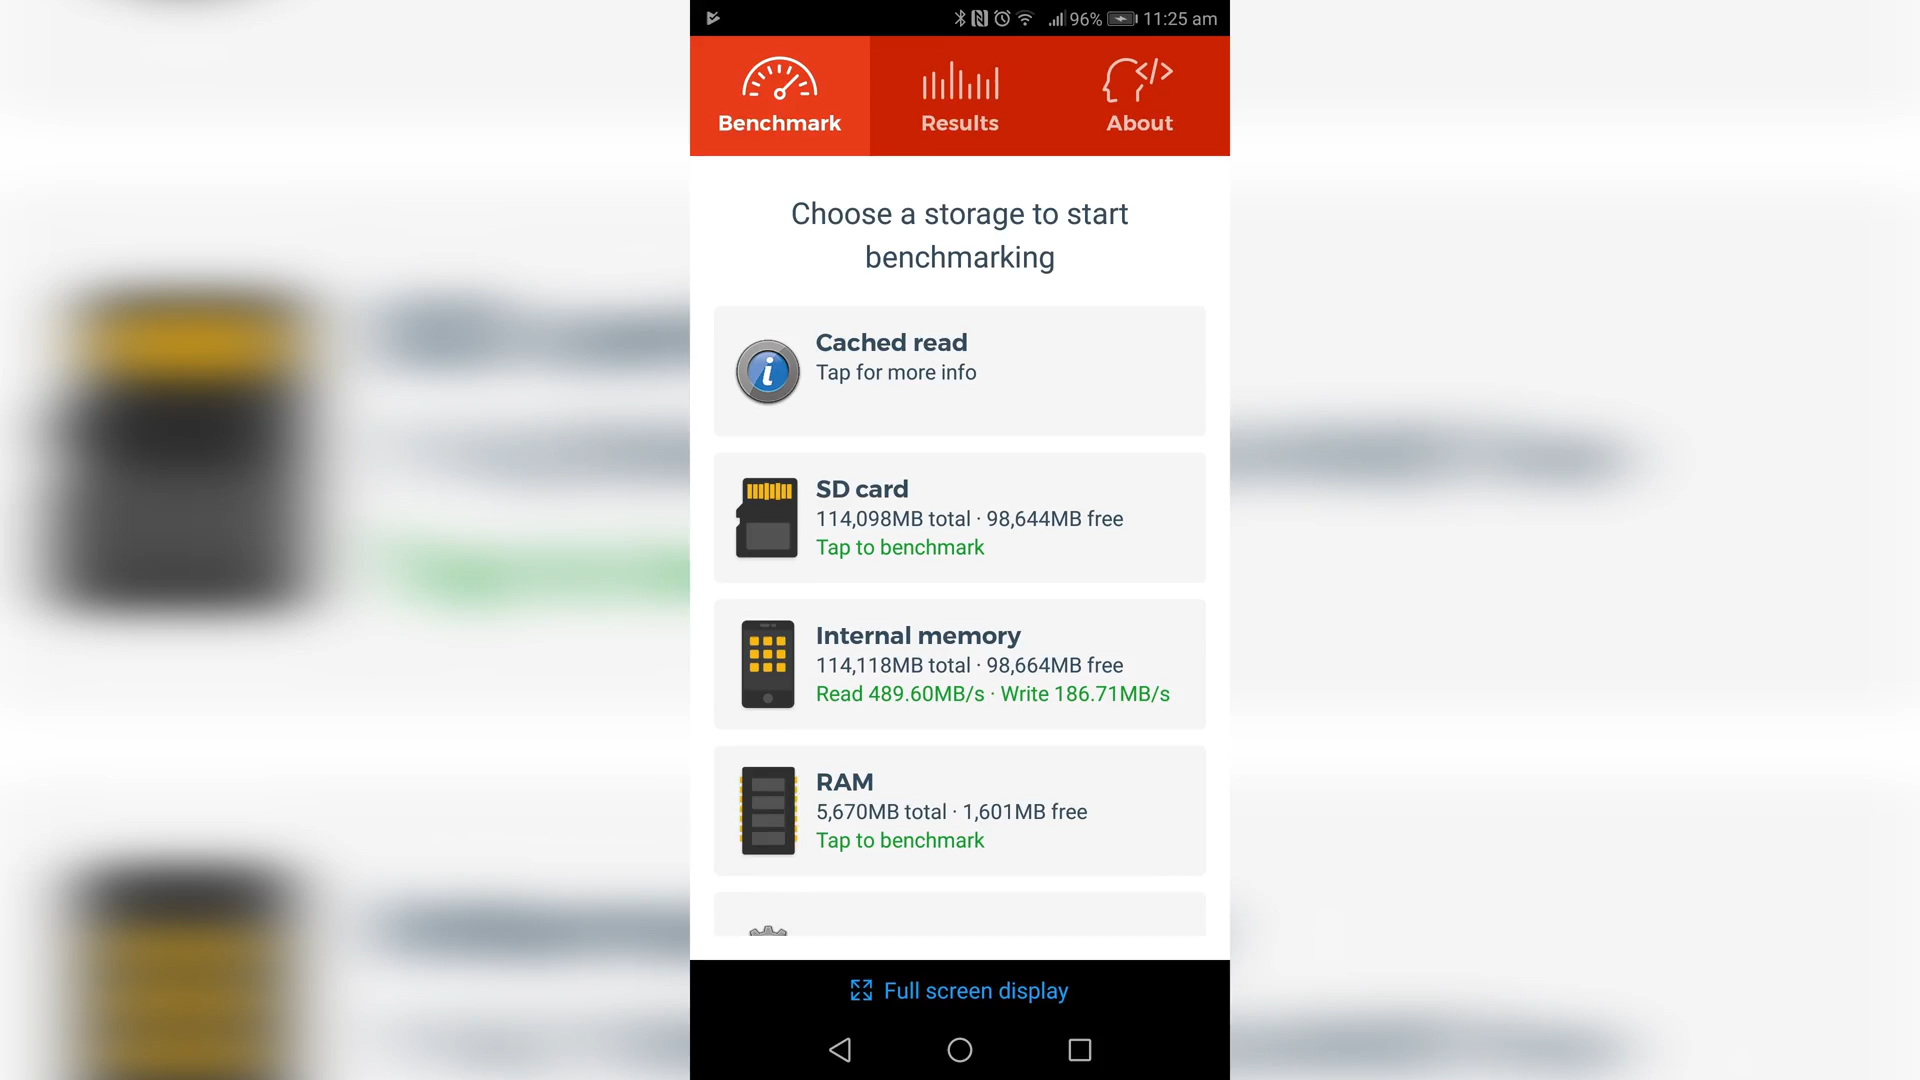 96% 11:25 am
Benchmark
Results
About
Choose a storage to start
benchmarking
Cached read
Tap for more info
SD card
114,098MB total · 98,644MB free
Tap to benchmark
Internal memory
114,118MB total · 98,664MB free
Read 489.60MB/s · Write 186.71MB/s
RAM
5,670MB total · 1,601MB free
Tap to benchmark
Full screen display